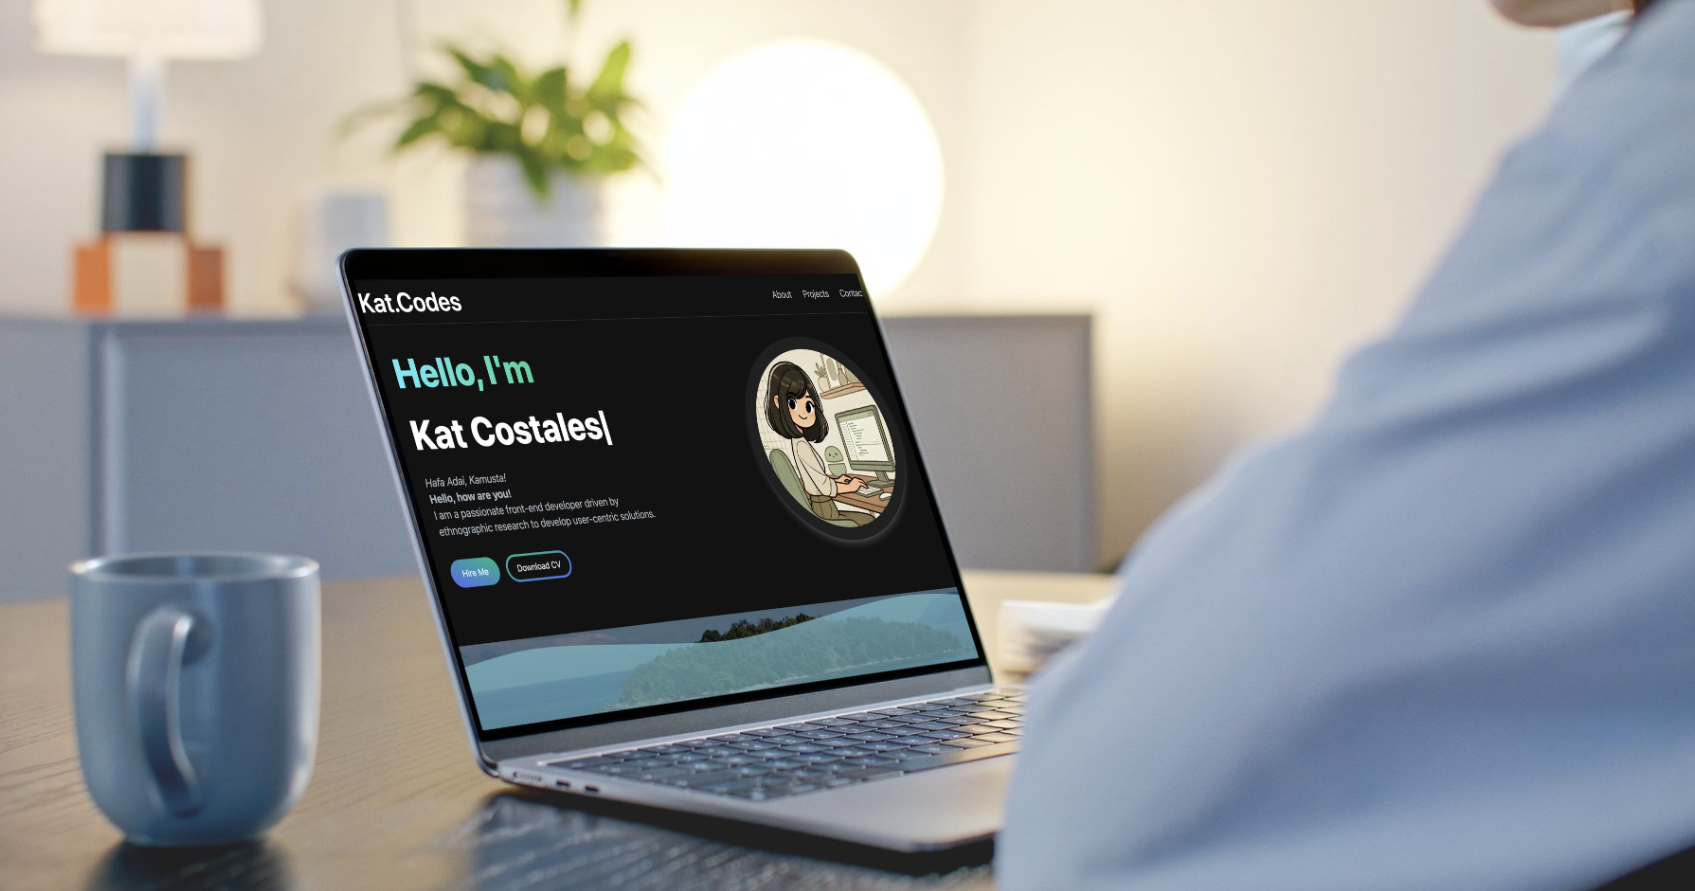 Kat.Codes
About Projects Contac
Hello, I'm
Kat Costales|
Hafa Adai, Kamusta!
Hello, how are you!
I am a passionate front-end developer driven by
ethnographic research to develop user-centric solutions.
Hire Me Download CV